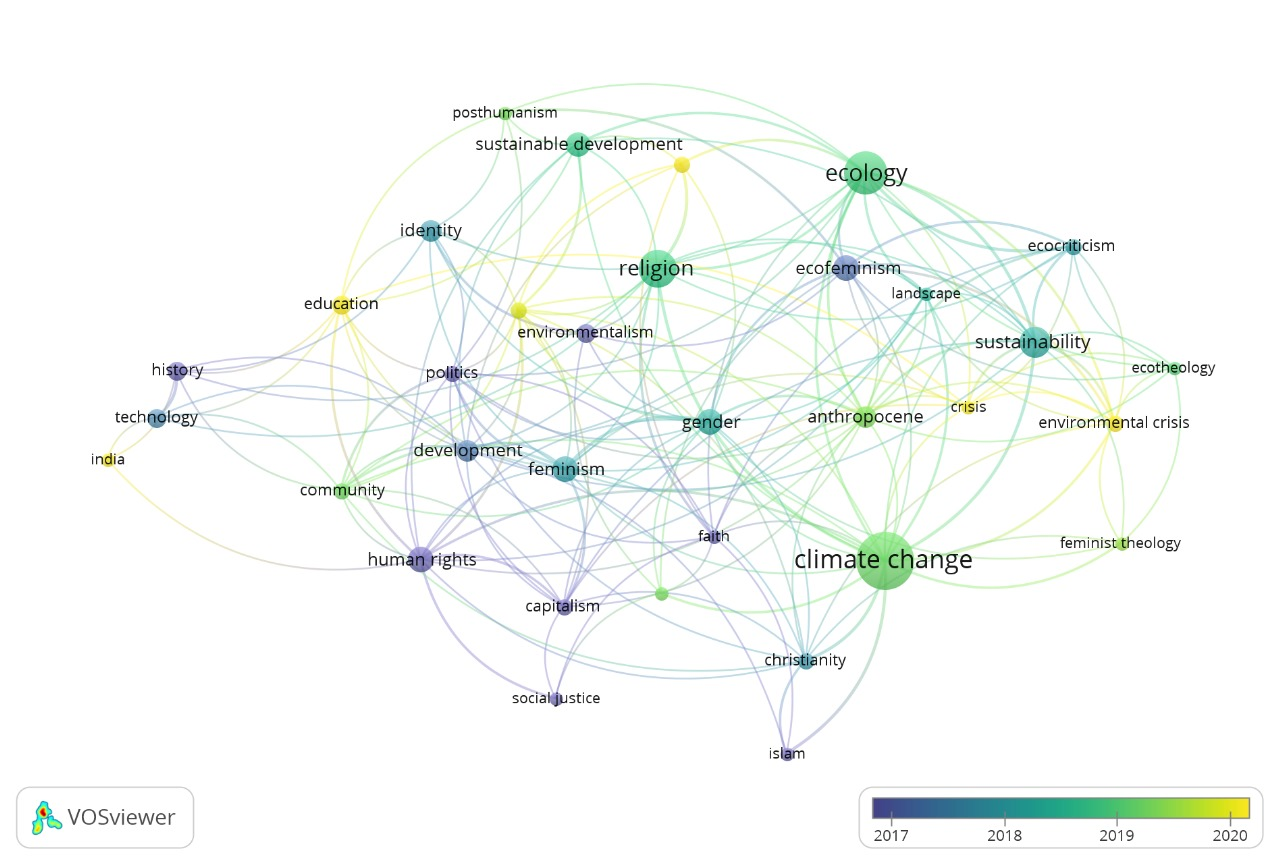 posthumanism
sustainable development
ecology
identity
ecocriticism
religion
ecofeminism
landscape
education
environmentalism
sustainability
history
politics
ecotheology
technology
gender
anthropocene
crisis
environmental crisis
india
development
feminism
community
human rights
faith
climate change
feminist theology
capitalism
christianity
social justice
islam
VOSviewer
2017
2018
2019
2020